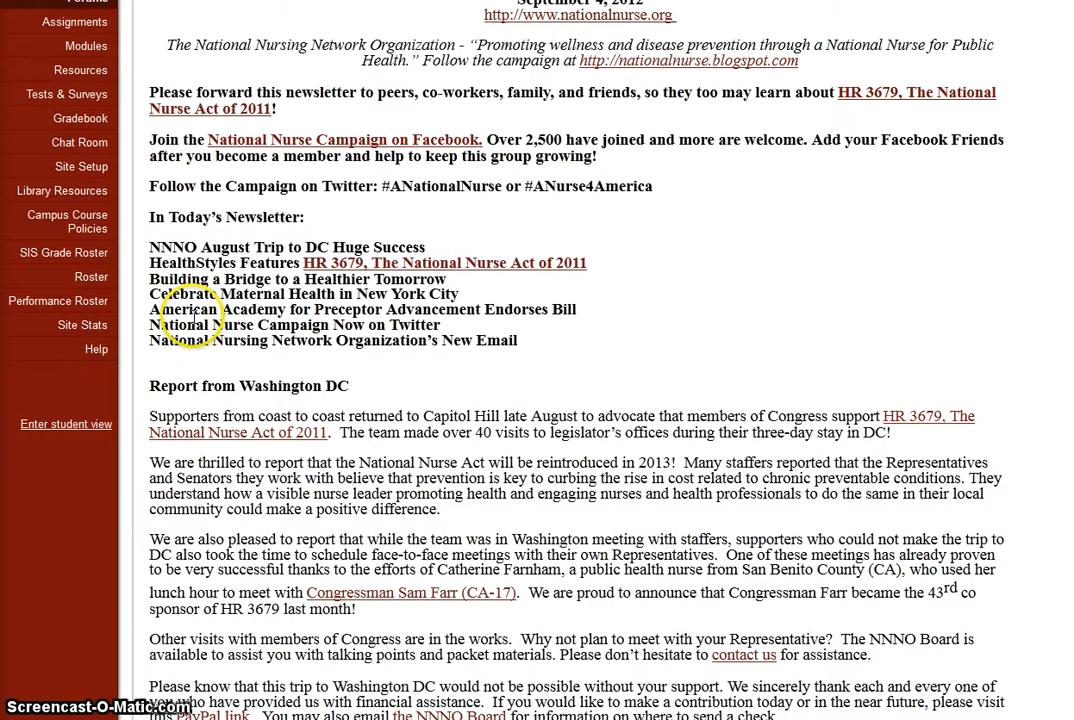 Forums
Assignments
Modules
Resources
Tests & Surveys
Gradebook
Chat Room
Site Setup
Library Resources
Campus Course
Policies
SIS Grade Roster
Roster
Performance Roster
Site Stats
Help
Enter student view
September 4, 2012
http://www.nationalnurse.org
The National Nursing Network Organization - “Promoting wellness and disease prevention through a National Nurse for Public
Health.” Follow the campaign at http://nationalnurse.blogspot.com
Please forward this newsletter to peers, co-workers, family, and friends, so they too may learn about HR 3679, The National
Nurse Act of 2011!
Join the National Nurse Campaign on Facebook. Over 2,500 have joined and more are welcome. Add your Facebook Friends
after you become a member and help to keep this group growing!
Follow the Campaign on Twitter: #ANationalNurse or #ANurse4America
In Today’s Newsletter:
NNNO August Trip to DC Huge Success
HealthStyles Features HR 3679, The National Nurse Act of 2011
Building a Bridge to a Healthier Tomorrow
Celebrate Maternal Health in New York City
American Academy for Preceptor Advancement Endorses Bill
National Nurse Campaign Now on Twitter
National Nursing Network Organization’s New Email
Report from Washington DC
Supporters from coast to coast returned to Capitol Hill late August to advocate that members of Congress support HR 3679, The
National Nurse Act of 2011. The team made over 40 visits to legislator’s offices during their three-day stay in DC!
We are thrilled to report that the National Nurse Act will be reintroduced in 2013! Many staffers reported that the Representatives
and Senators they work with believe that prevention is key to curbing the rise in cost related to chronic preventable conditions. They
understand how a visible nurse leader promoting health and engaging nurses and health professionals to do the same in their local
community could make a positive difference.
We are also pleased to report that while the team was in Washington meeting with staffers, supporters who could not make the trip to
DC also took the time to schedule face-to-face meetings with their own Representatives. One of these meetings has already proven
to be very successful thanks to the efforts of Catherine Farnham, a public health nurse from San Benito County (CA), who used her
lunch hour to meet with Congressman Sam Farr (CA-17). We are proud to announce that Congressman Farr became the 43rd co
sponsor of HR 3679 last month!
Other visits with members of Congress are in the works. Why not plan to meet with your Representative? The NNNO Board is
available to assist you with talking points and packet materials. Please don’t hesitate to contact us for assistance.
Please know that this trip to Washington DC would not be possible without your support. We sincerely thank each and every one of
you who have provided us with financial assistance. If you would like to make a contribution today or in the near future, please visit
this PayPal link. You may also email the NNNO Board for information on where to send a check.
Screencast-O-Matic.com